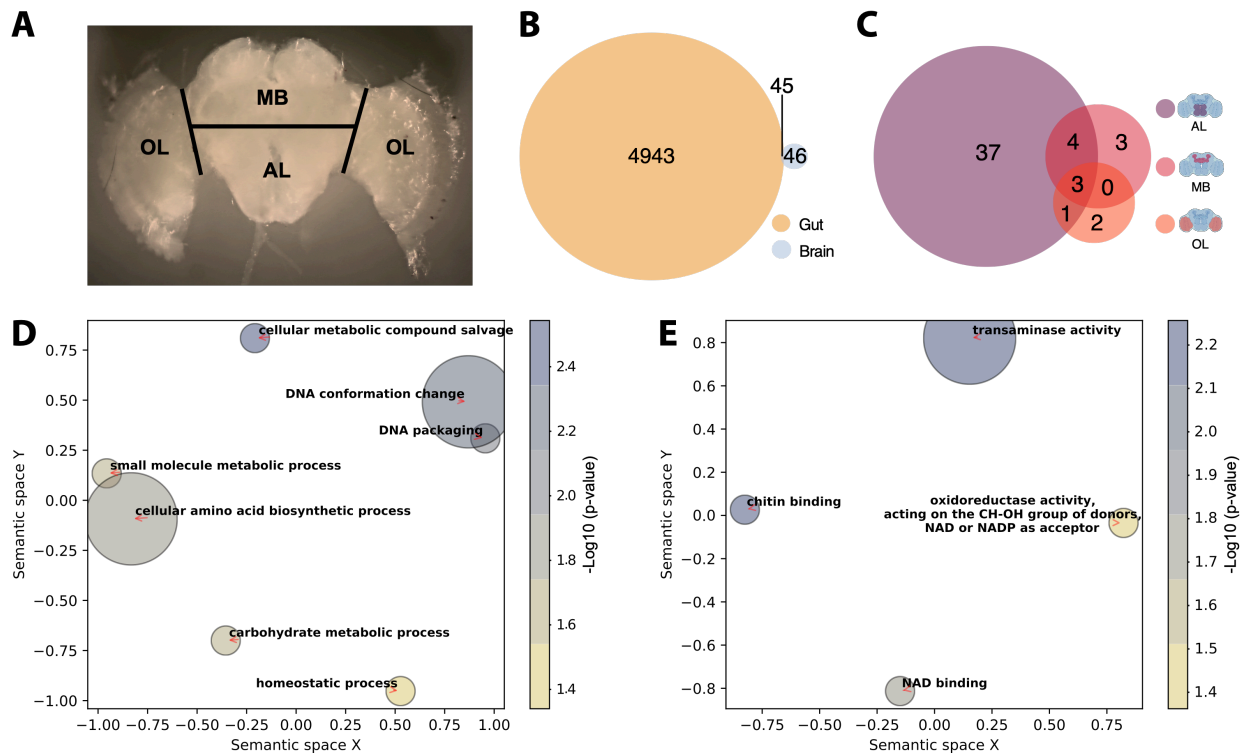 A
MB
OL
OL
AL
B
45
4943
46
Gut
Brain
C
37
4
3
3
0
1
2
AL
MB
OL
D
cellular metabolic compound salvage
DNA conformation change
DNA packaging
small molecule metabolic process
cellular amino acid biosynthetic process
carbohydrate metabolic process
homeostatic process
0.75
0.50
0.25
0.00
−0.25
−0.50
−0.75
−1.00
Semantic space Y
−1.00
−0.75
−0.50
−0.25
0.00
0.25
0.50
0.75
1.00
Semantic space X
2.4
2.2
2.0
1.8
1.6
1.4
-Log10 (p-value)
E
transaminase activity
chitin binding
oxidoreductase activity,
acting on the CH-OH group of donors,
NAD or NADP as acceptor
NAD binding
0.8
0.6
0.4
0.2
0.0
−0.2
−0.4
−0.6
−0.8
Semantic space Y
−0.75
−0.50
−0.25
0.00
0.25
0.50
0.75
Semantic space X
2.2
2.1
2.0
1.9
1.8
1.7
1.6
1.5
1.4
-Log10 (p-value)